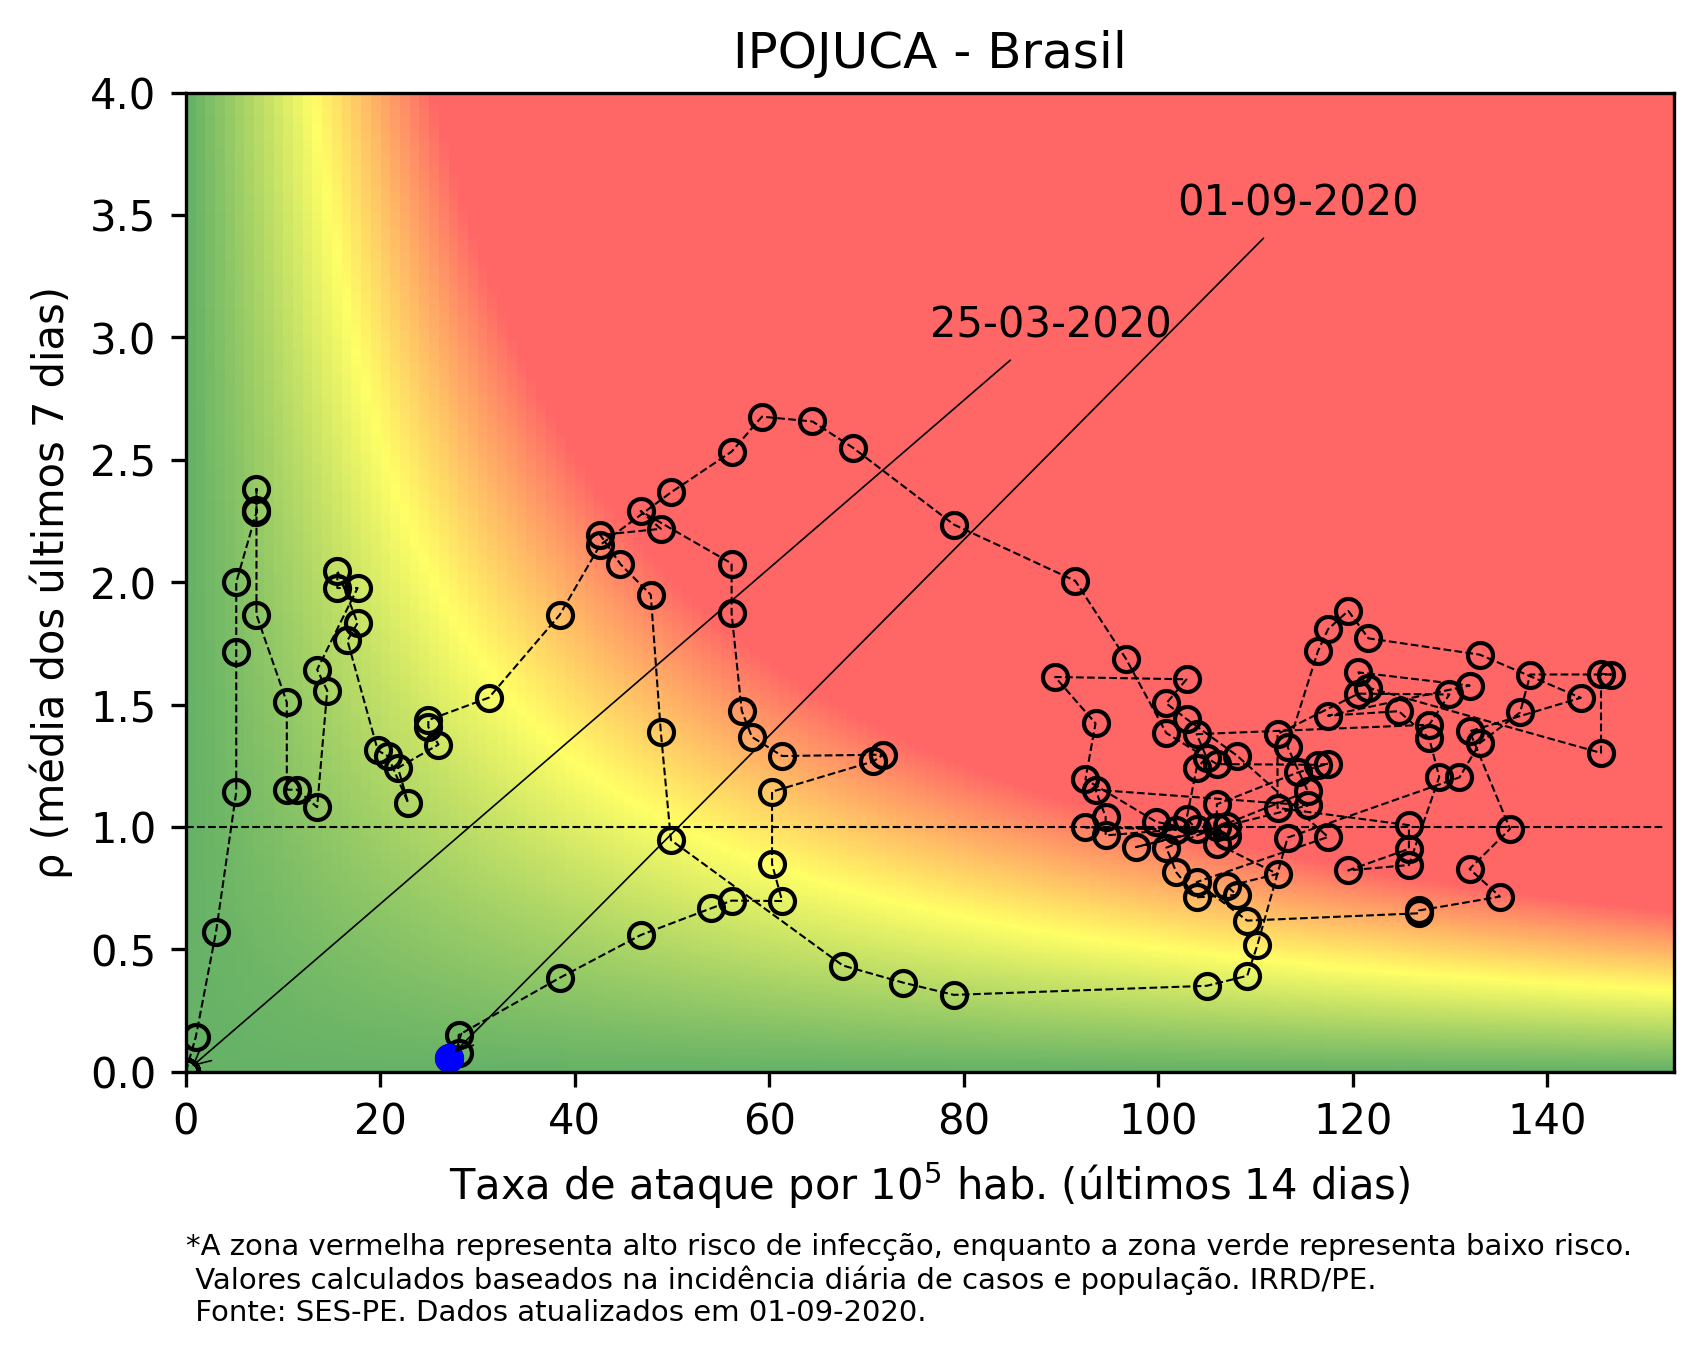 IPOJUCA - Brasil
4.0
3.5
3.0
2.5
2.0
1.5
1.0
0.5
0.0
ρ (média dos últimos 7 dias)
01-09-2020
25-03-2020
0 20 40 60 80 100 120 140
Taxa de ataque por 10⁵ hab. (últimos 14 dias)
*A zona vermelha representa alto risco de infecção, enquanto a zona verde representa baixo risco.
Valores calculados baseados na incidência diária de casos e população. IRRD/PE.
Fonte: SES-PE. Dados atualizados em 01-09-2020.